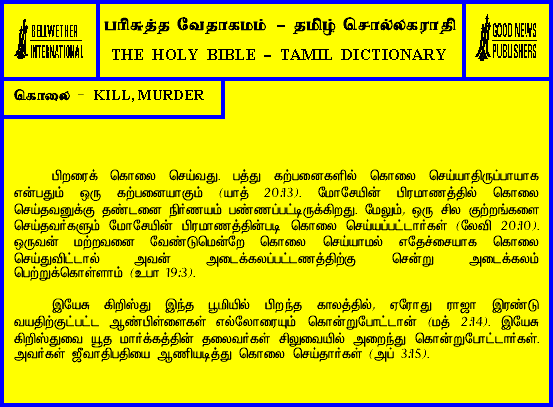 BELLWETHER
INTERNATIONAL
பரிசுத்த வேதாகமம் - தமிழ் சொல்லகராதி
THE HOLY BIBLE - TAMIL DICTIONARY
GOOD NEWS
PUBLISHERS
கொலை - KILL, MURDER
பிறரைக் கொலை செய்வது. பத்து கற்பனைகளில் கொலை செய்யாதிருப்பாயாக
என்பதும் ஒரு கற்பனையாகும் (யாத் 20:13). மோசேயின் பிரமாணத்தில் கொலை
செய்தவனுக்கு தண்டனை நிர்ணயம் பண்ணப்பட்டிருக்கிறது. மேலும், ஒரு சில குற்றங்களை
செய்தவர்களும் மோசேயின் பிரமாணத்தின்படி கொலை செய்யப்பட்டார்கள் (லேவி 20:10).
ஒருவன் மற்றவனை வேண்டுமென்றே கொலை செய்யாமல் எதேச்சையாக கொலை
செய்துவிட்டால் அவன் அடைக்கலப்பட்டணத்திற்கு சென்று அடைக்கலம்
பெற்றுக்கொள்ளாம் (உபா 19:3).
இயேசு கிறிஸ்து இந்த பூமியில் பிறந்த காலத்தில், ஏரோது ராஜா இரண்டு
வயதிற்குட்பட்ட ஆண்பிள்ளைகள் எல்லோரையும் கொன்றுபோட்டான் (மத் 2:14). இயேசு
கிறிஸ்துவை யூத மார்க்கத்தின் தலைவர்கள் சிலுவையில் அறைந்து கொன்றுபோட்டார்கள்.
அவர்கள் ஜீவாதிபதியை ஆணியடித்து கொலை செய்தார்கள் (அப் 3:15).